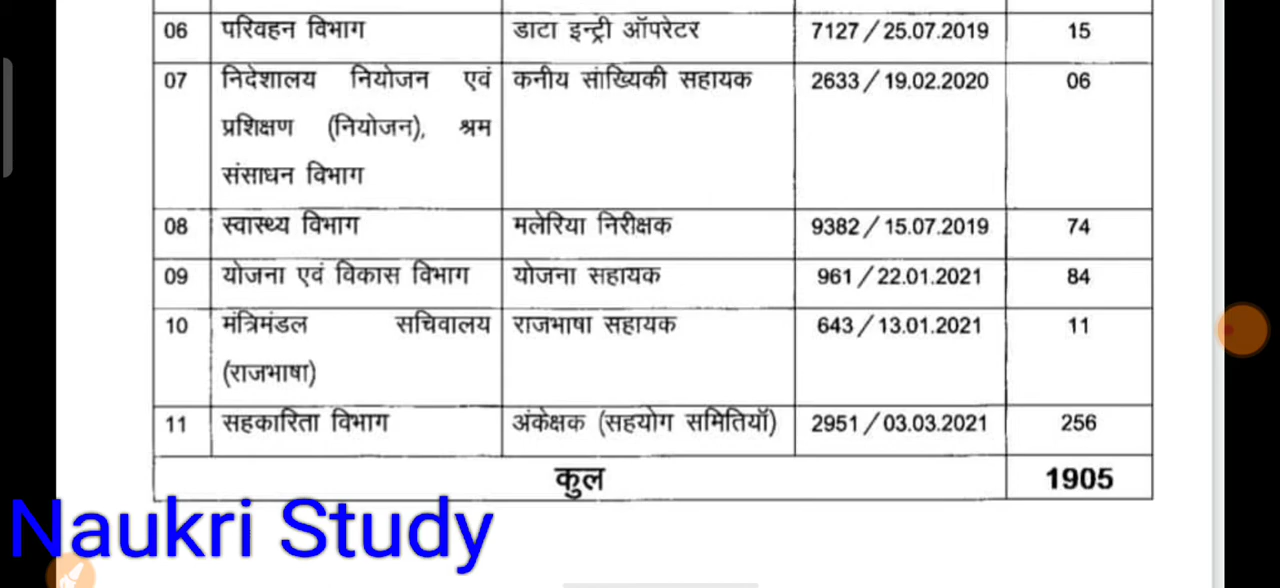 06 परिवहन विभाग डाटा इन्ट्री ऑपरेटर 7127 / 25.07.2019 15
07 निदेशालय नियोजन एवं कनीय सांख्यिकी सहायक 2633 / 19.02.2020 06
प्रशिक्षण (नियोजन), श्रम
संसाधन विभाग
08 स्वास्थ्य विभाग मलेरिया निरीक्षक 9382 / 15.07.2019 74
09 योजना एवं विकास विभाग योजना सहायक 961 / 22.01.2021 84
10 मंत्रिमंडल सचिवालय राजभाषा सहायक 643 / 13.01.2021 11
(राजभाषा)
11 सहकारिता विभाग अंकेक्षक (सहयोग समितियाँ) 2951 / 03.03.2021 256
कुल 1905
Naukri Study